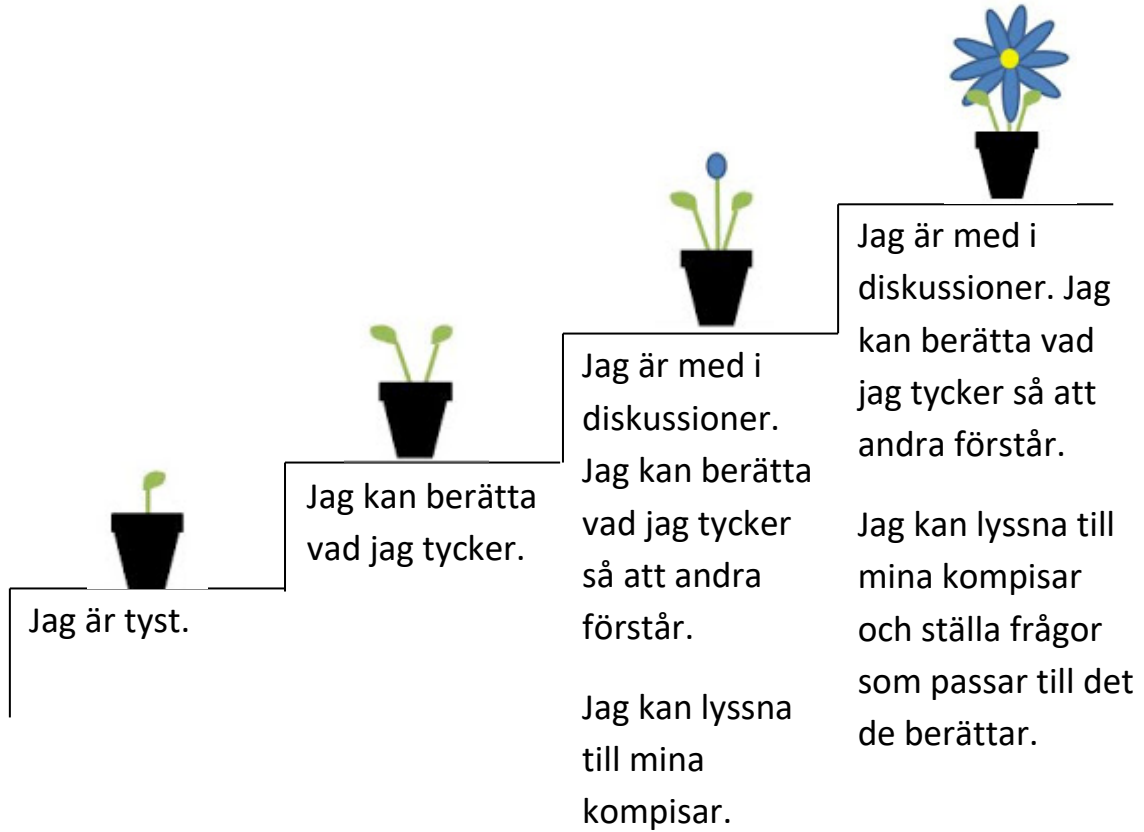 Jag är tyst.
Jag kan berätta
vad jag tycker.
Jag är med i
diskussioner.
Jag kan berätta
vad jag tycker
så att andra
förstår.
Jag kan lyssna
till mina
kompisar.
Jag är med i
diskussioner. Jag
kan berätta vad
jag tycker så att
andra förstår.
Jag kan lyssna till
mina kompisar
och ställa frågor
som passar till det
de berättar.